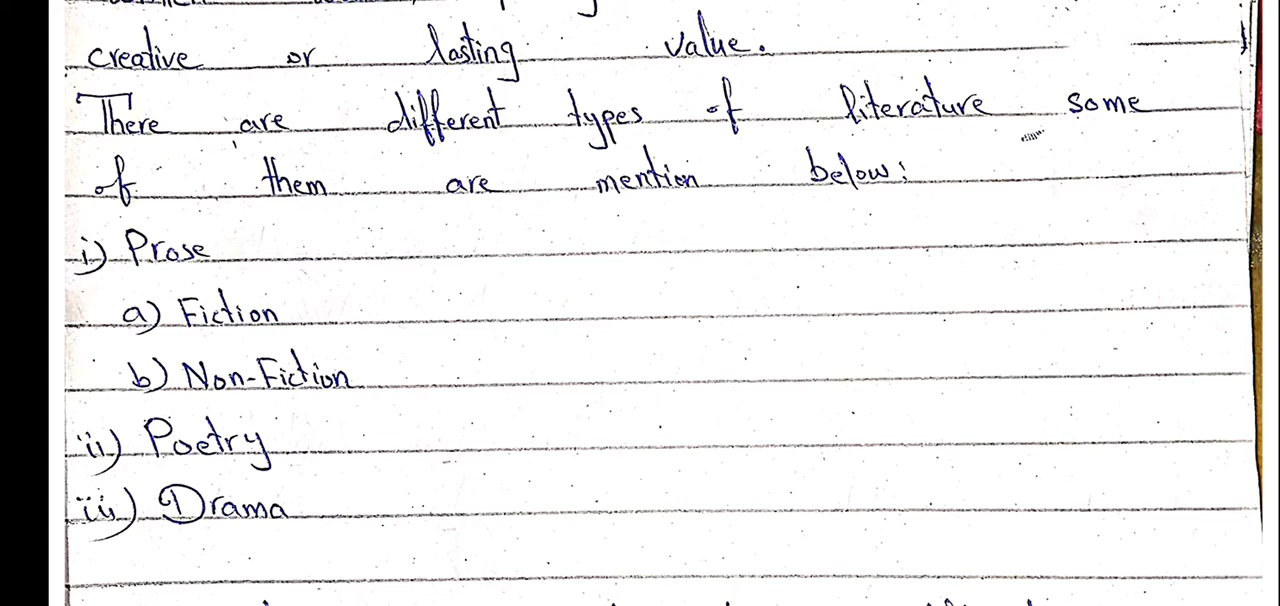 creative or lasting value.
There are different types of literature some
of them are mention below:
i) Prose
a) Fiction
b) Non-Fiction
ii) Poetry
iii) Drama